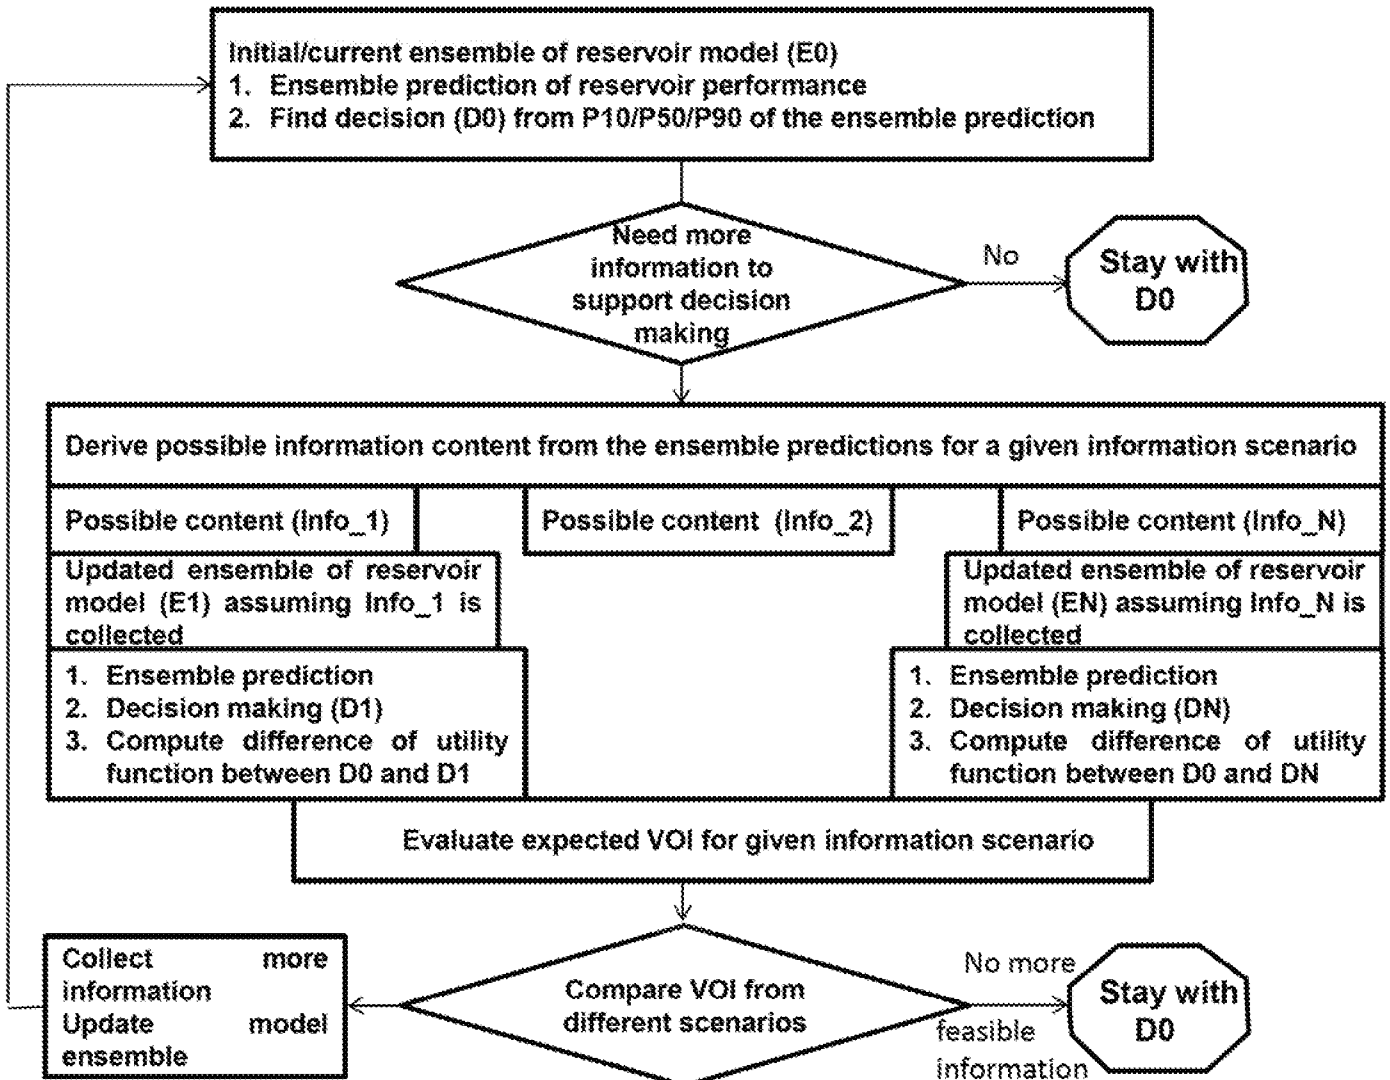 Initial/current ensemble of reservoir model (E0)
1. Ensemble prediction of reservoir performance
2. Find decision (D0) from P10/P50/P90 of the ensemble prediction
Need more
information to
support decision
making
No
Stay with
D0
Derive possible information content from the ensemble predictions for a given information scenario
Possible content (Info_1)
Possible content (Info_2)
Possible content (Info_N)
Updated ensemble of reservoir
model (E1) assuming Info_1 is
collected
Updated ensemble of reservoir
model (EN) assuming Info_N is
collected
1. Ensemble prediction
2. Decision making (D1)
3. Compute difference of utility
function between D0 and D1
1. Ensemble prediction
2. Decision making (DN)
3. Compute difference of utility
function between D0 and DN
Evaluate expected VOI for given information scenario
Collect more
information
Update model
ensemble
Compare VOI from
different scenarios
No more
feasible
information
Stay with
D0